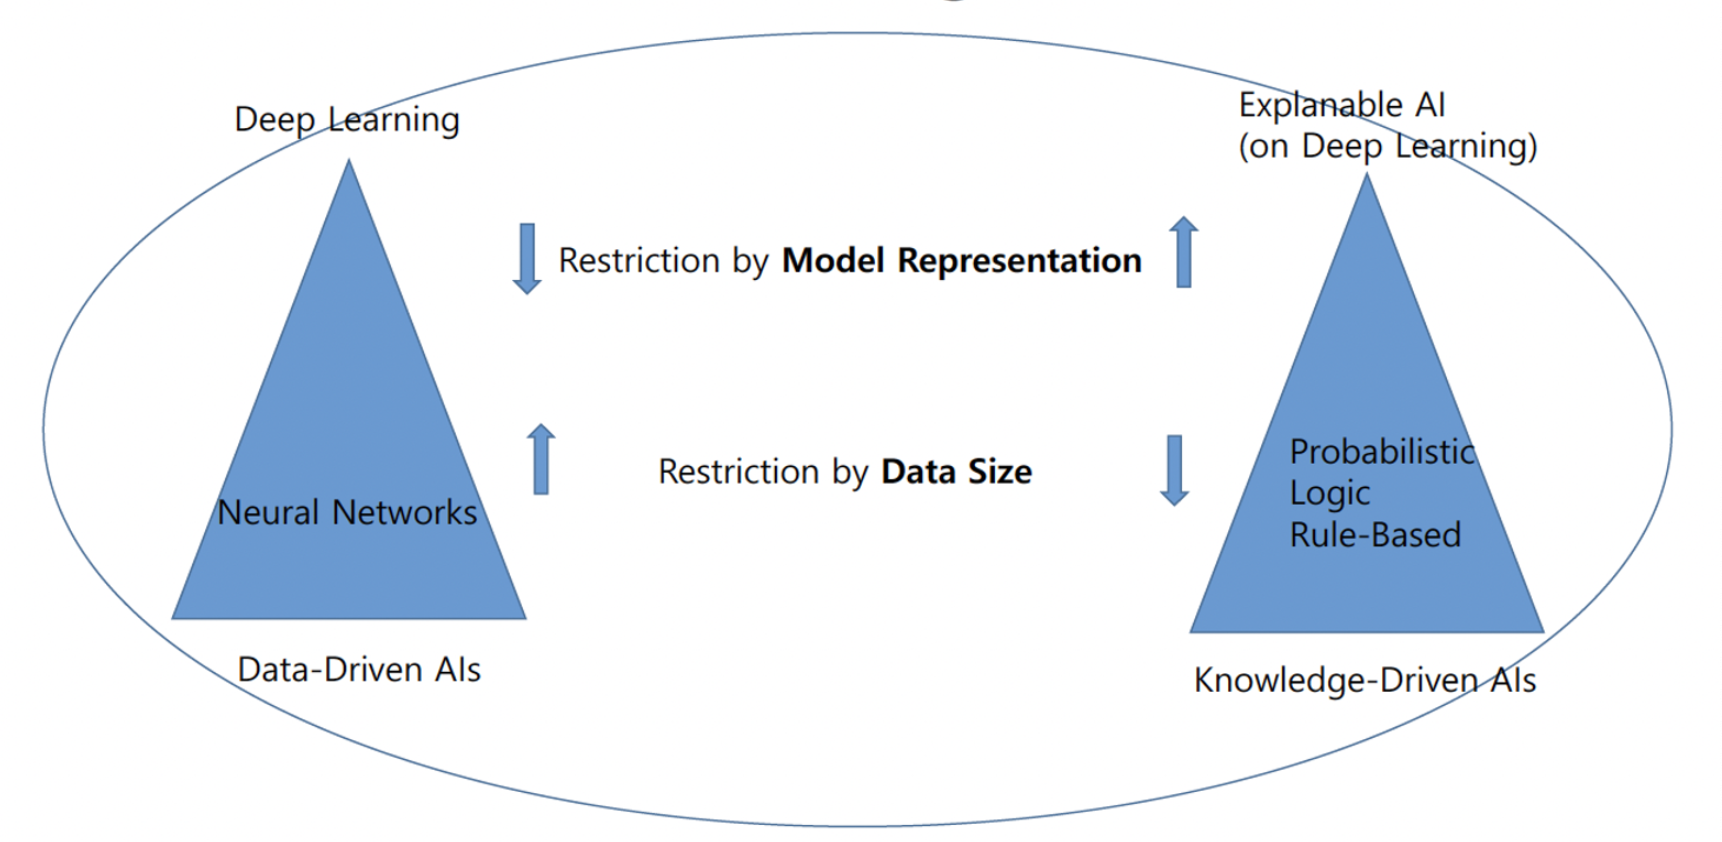 Deep Learning
Explanable AI
(on Deep Learning)
Restriction by Model Representation
Restriction by Data Size
Neural Networks
Probabilistic
Logic
Rule-Based
Data-Driven AIs
Knowledge-Driven AIs